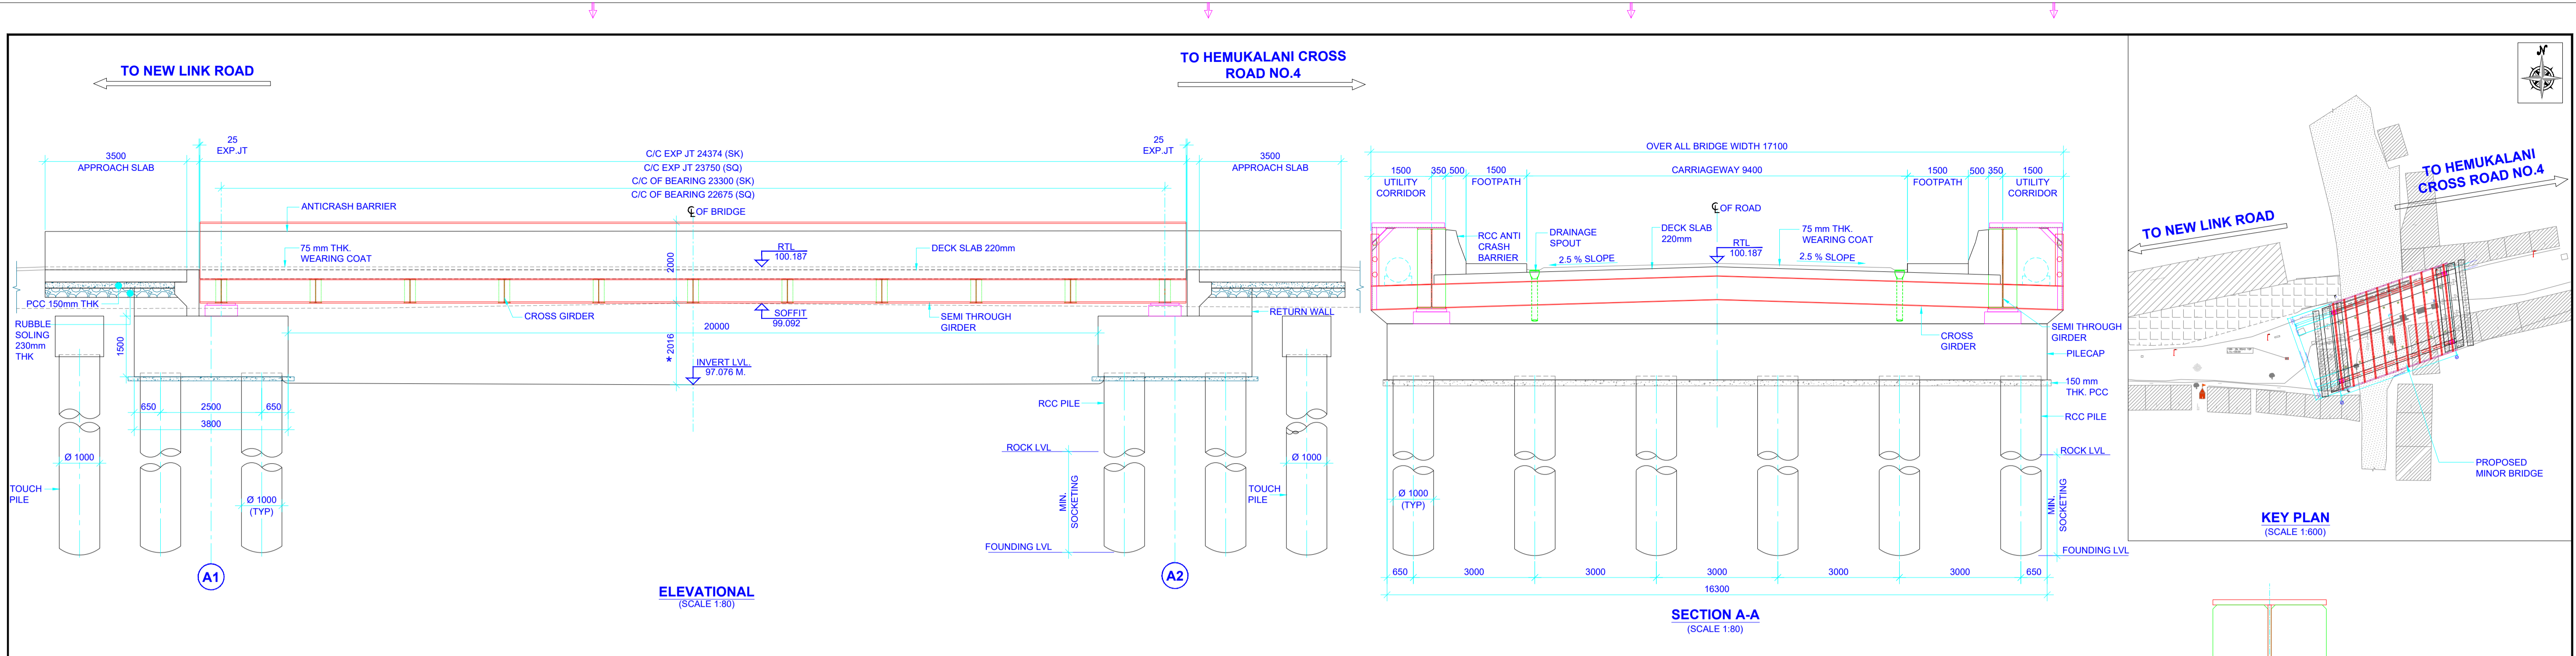 TO NEW LINK ROAD
TO HEMUKALANI CROSS
ROAD NO.4
25
EXP.JT
3500
APPROACH SLAB
C/C EXP JT 24374 (SK)
C/C EXP JT 23750 (SQ)
C/C OF BEARING 23300 (SK)
C/C OF BEARING 22675 (SQ)
25
EXP.JT
3500
APPROACH SLAB
ANTICRASH BARRIER
℄ OF BRIDGE
75 mm THK.
WEARING COAT
2000
RTL
100.187
DECK SLAB 220mm
PCC 150mm THK
CROSS GIRDER
SOFFIT
99.092
SEMI THROUGH
GIRDER
RETURN WALL
RUBBLE
SOLING
230mm
THK
1500
20000
* 2016
INVERT LVL.
97.076 M.
650
2500
650
3800
RCC PILE
Ø 1000
ROCK LVL
Ø 1000
TOUCH
PILE
Ø 1000
(TYP)
MIN.
SOCKETING
TOUCH
PILE
FOUNDING LVL
A1
A2
ELEVATIONAL
(SCALE 1:80)
OVER ALL BRIDGE WIDTH 17100
1500
UTILITY
CORRIDOR
350
500
1500
FOOTPATH
CARRIAGEWAY 9400
1500
FOOTPATH
500
350
1500
UTILITY
CORRIDOR
℄ OF ROAD
RCC ANTI
CRASH
BARRIER
DRAINAGE
SPOUT
DECK SLAB
220mm
RTL
100.187
75 mm THK.
WEARING COAT
2.5 % SLOPE
2.5 % SLOPE
CROSS
GIRDER
SEMI THROUGH
GIRDER
PILECAP
150 mm
THK. PCC
RCC PILE
ROCK LVL
Ø 1000
(TYP)
MIN.
SOCKETING
FOUNDING LVL
650
3000
3000
3000
3000
3000
650
16300
SECTION A-A
(SCALE 1:80)
N
TO HEMUKALANI
CROSS ROAD NO.4
TO NEW LINK ROAD
PROPOSED
MINOR BRIDGE
KEY PLAN
(SCALE 1:600)